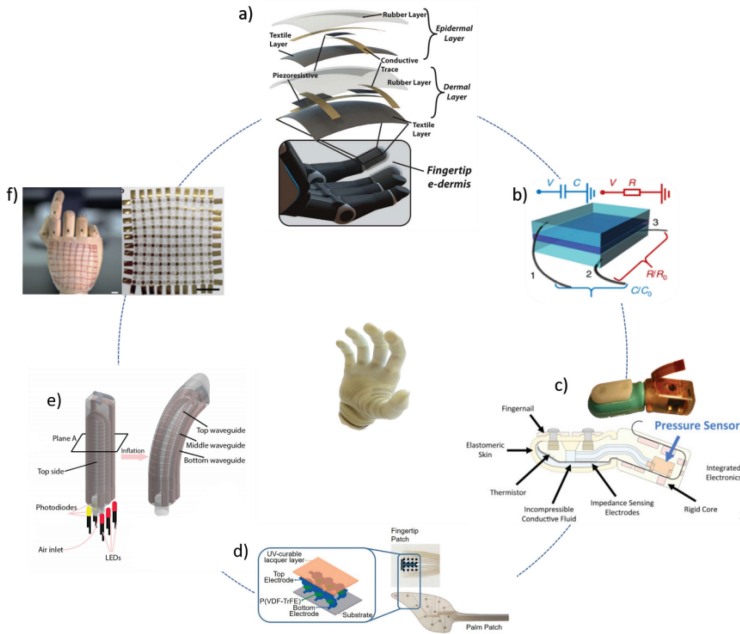 a)
Rubber Layer
Epidermal
Layer
Textile
Layer
Conductive
Trace
Piezoresistive
Rubber Layer
Dermal
Layer
Textile
Layer
Fingertip
e-dermis
b)
V C
V R
3
1
2
R/R0
C/C0
c)
Fingernail
Pressure Sensor
Elastomeric
Skin
Integrated
Electronics
Thermistor
Incompressible
Conductive Fluid
Impedance Sensing
Electrodes
Rigid Core
d)
Fingertip
Patch
UV-curable
lacquer layer
Top
Electrode
P(VDF-TrFE)
Bottom
Electrode
Substrate
Palm Patch
e)
Plane A
Top waveguide
Middle waveguide
Inflation
Bottom waveguide
Top side
Photodiodes
Air inlet
LEDs
f)